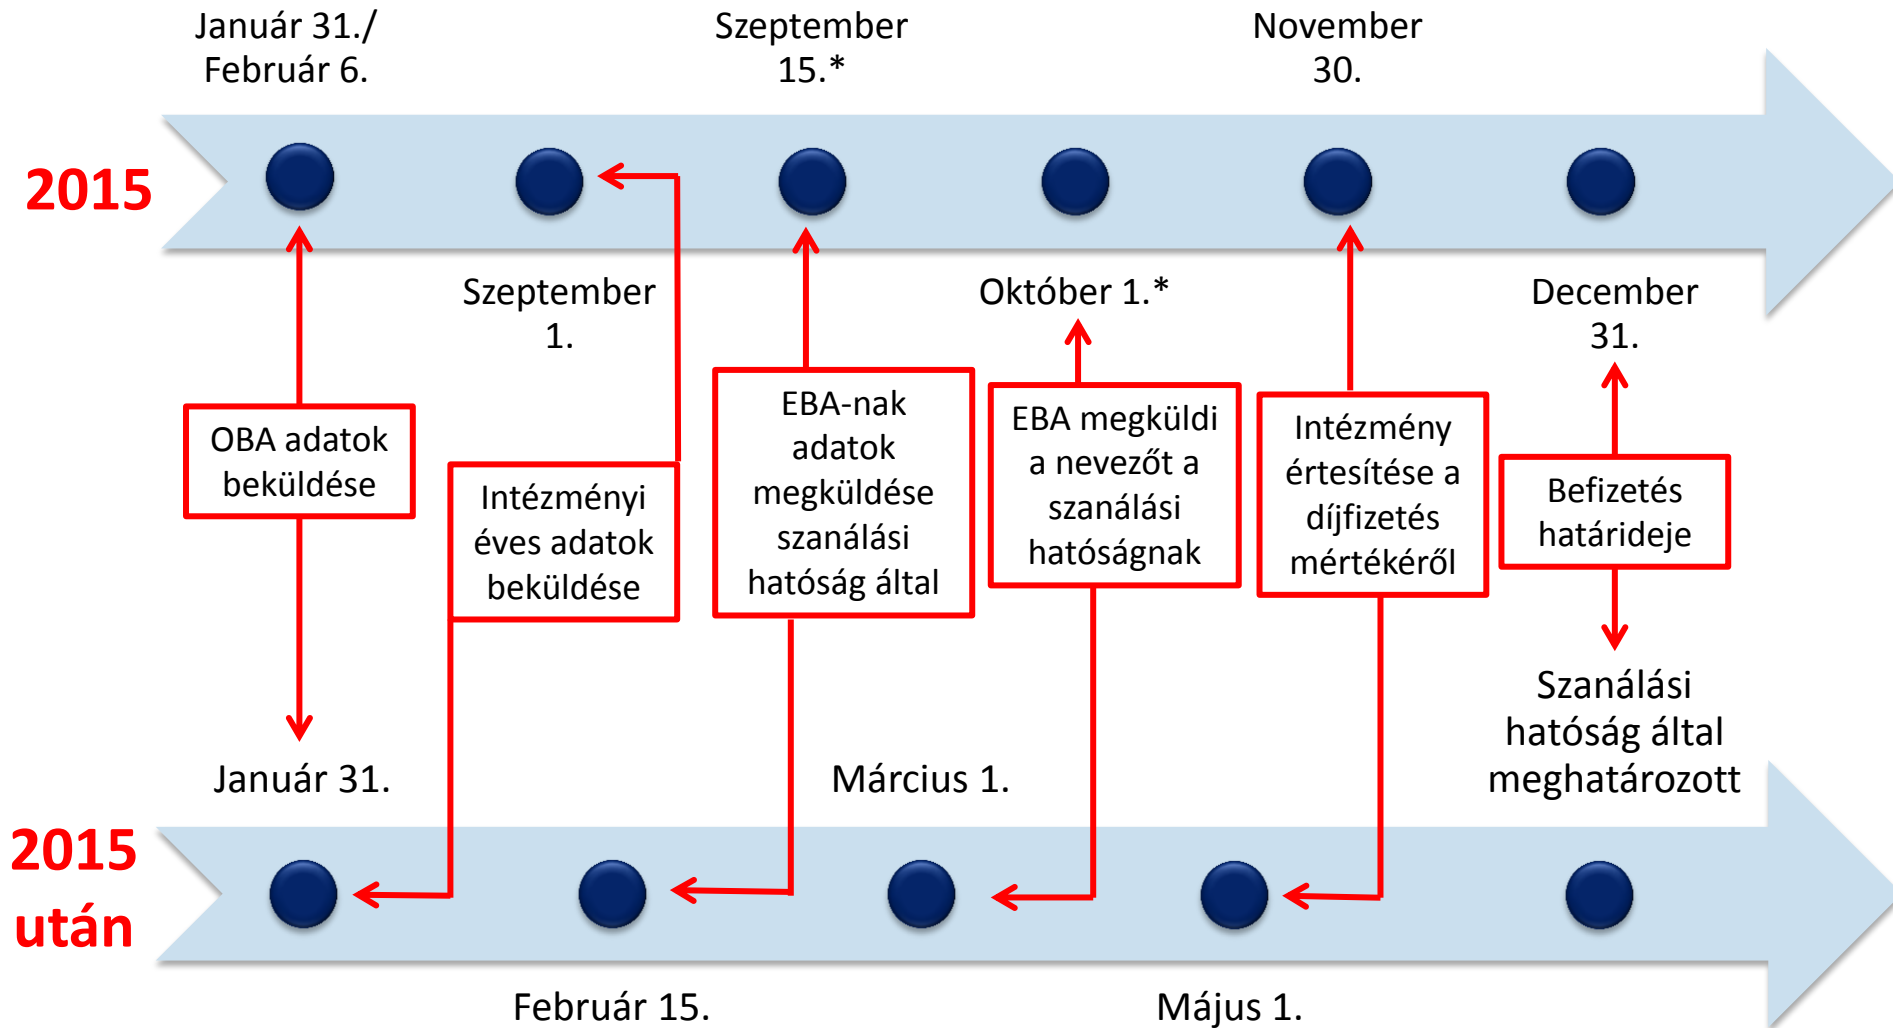 Január 31./
Február 6.
Szeptember
15.*
November
30.
2015
Szeptember
1.
Október 1.*
December
31.
OBA adatok
beküldése
Intézményi
éves adatok
beküldése
EBA-nak
adatok
megküldése
szanálási
hatóság által
EBA megküldi
a nevezőt a
szanálási
hatóságnak
Intézmény
értesítése a
díjfizetés
mértékéről
Befizetés
határideje
Január 31.
Március 1.
Szanálási
hatóság által
meghatározott
2015
után
Február 15.
Május 1.